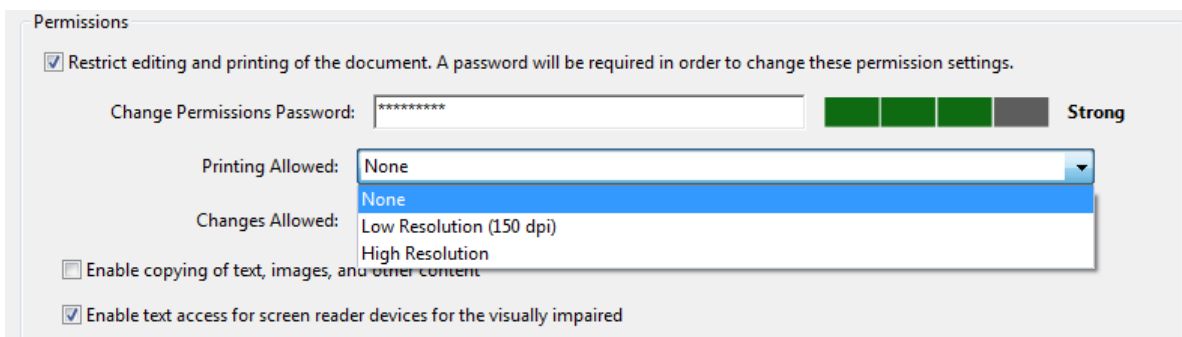 Permissions
Restrict editing and printing of the document. A password will be required in order to change these permission settings.
Change Permissions Password: ********* Strong
Printing Allowed: None
None
Changes Allowed:
Low Resolution (150 dpi)
High Resolution
Enable copying of text, images, and other content
Enable text access for screen reader devices for the visually impaired